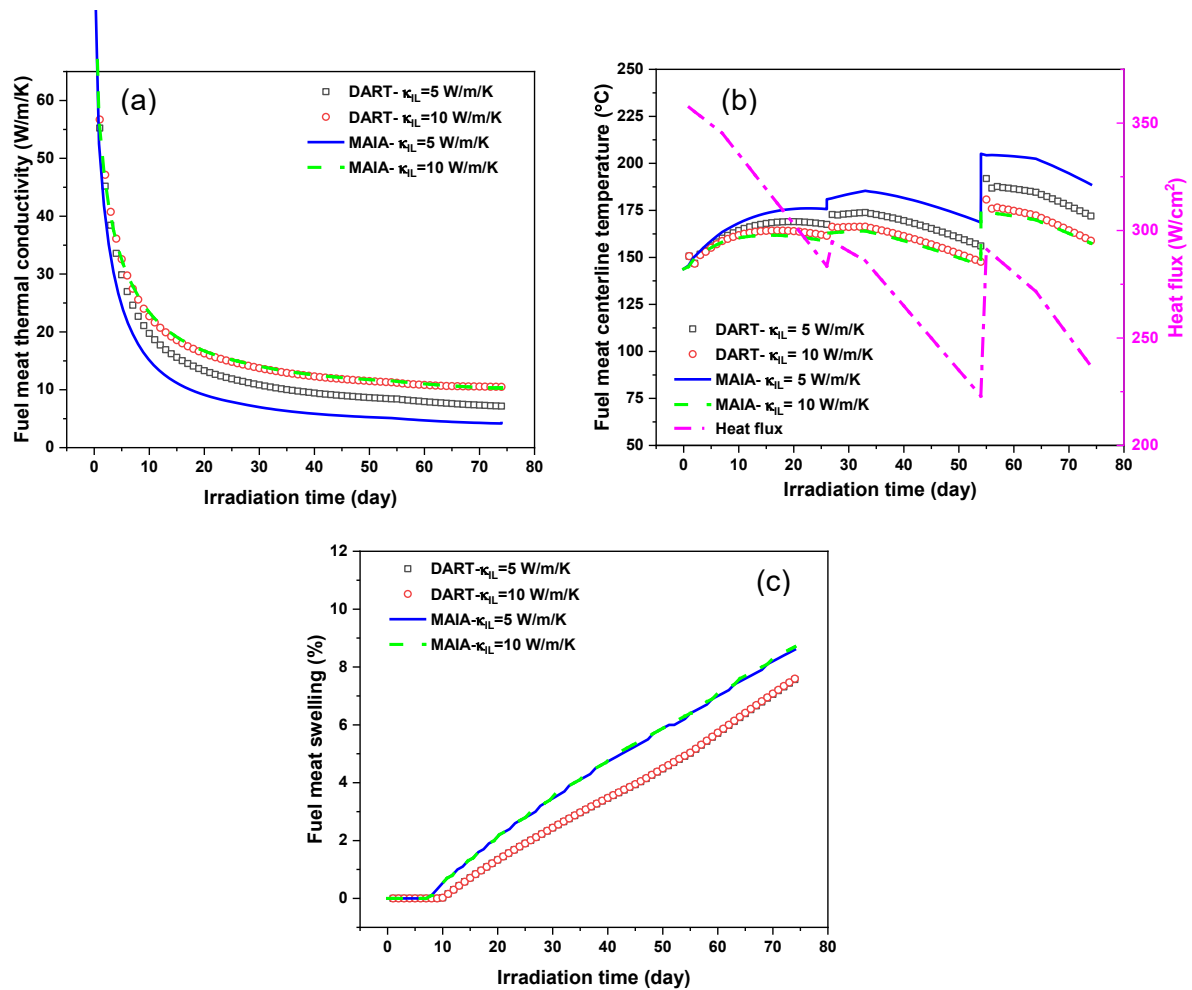 (a)
Fuel meat thermal conductivity (W/m/K)
60
50
40
30
20
10
0
DART- κIL=5 W/m/K
DART- κIL=10 W/m/K
MAIA- κIL=5 W/m/K
MAIA- κIL=10 W/m/K
0 10 20 30 40 50 60 70 80
Irradiation time (day)
(b)
Fuel meat centerline temperature (°C)
250
225
200
175
150
125
100
75
50
DART- κIL= 5 W/m/K
DART- κIL= 10 W/m/K
MAIA- κIL= 5 W/m/K
MAIA- κIL= 10 W/m/K
Heat flux
0 10 20 30 40 50 60 70 80
Irradiation time (day)
350
300
250
200
Heat flux (W/cm²)
(c)
Fuel meat swelling (%)
12
10
8
6
4
2
0
DART-κIL=5 W/m/K
DART-κIL=10 W/m/K
MAIA-κIL=5 W/m/K
MAIA-κIL=10 W/m/K
0 10 20 30 40 50 60 70 80
Irradiation time (day)